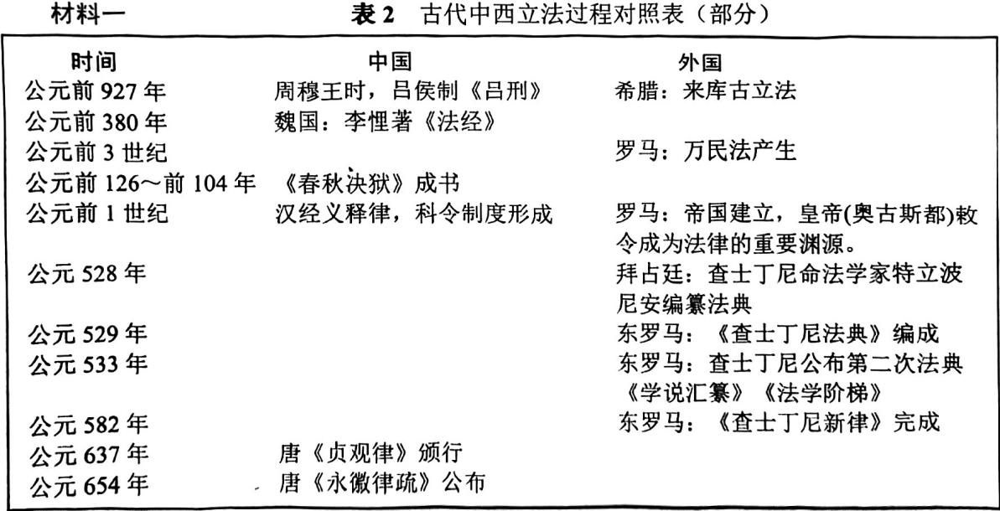 材料一 表 2 古代中西立法过程对照表（部分）
时间 中国 外国
公元前 927 年 周穆王时，吕侯制《吕刑》 希腊：来库古立法
公元前 380 年 魏国：李悝著《法经》
公元前 3 世纪 罗马：万民法产生
公元前 126～前 104 年 《春秋决狱》成书
公元前 1 世纪 汉经义释律，科令制度形成 罗马：帝国建立，皇帝(奥古斯都)敕
令成为法律的重要渊源。
公元 528 年 拜占廷：查士丁尼命法学家特立波
尼安编纂法典
公元 529 年 东罗马：《查士丁尼法典》编成
公元 533 年 东罗马：查士丁尼公布第二次法典
《学说汇纂》《法学阶梯》
公元 582 年 东罗马：《查士丁尼新律》完成
公元 637 年 唐《贞观律》颁行
公元 654 年 唐《永徽律疏》公布